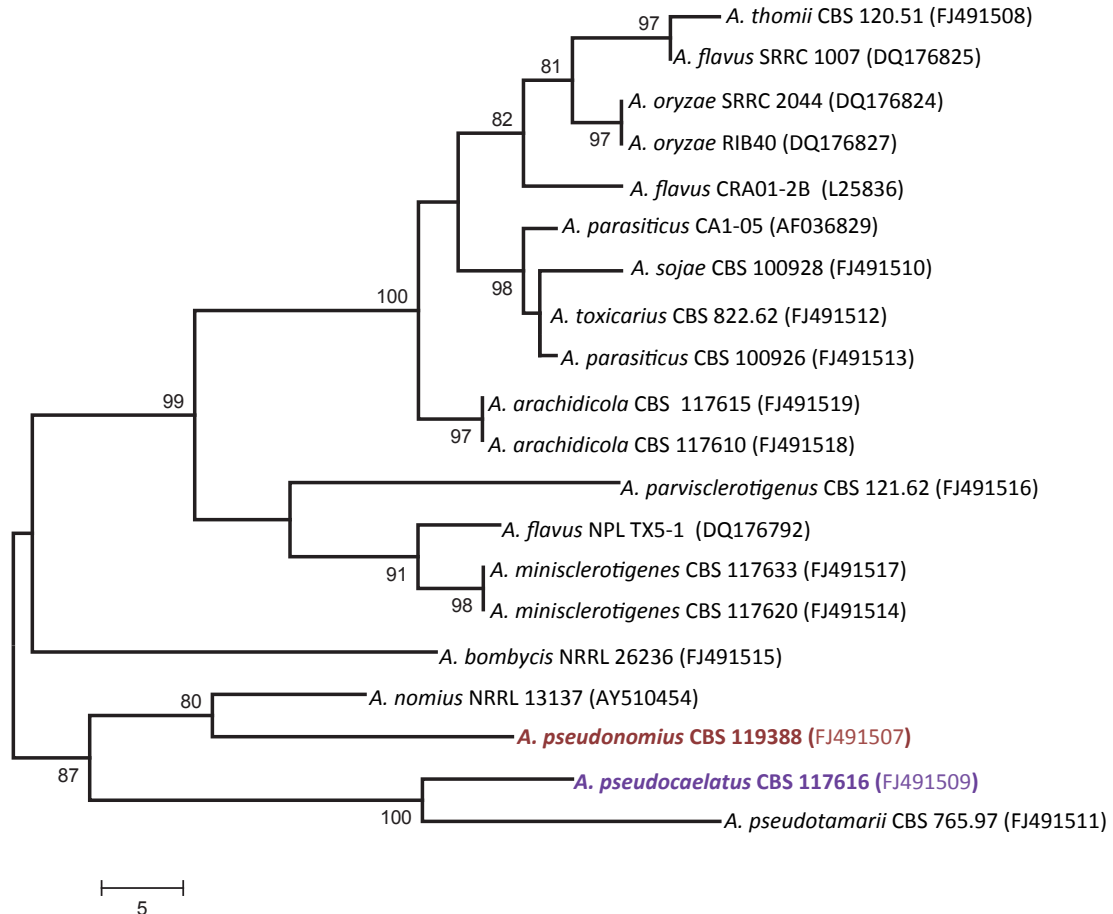 97
A. thomii CBS 120.51 (FJ491508)
A. flavus SRRC 1007 (DQ176825)
81
A. oryzae SRRC 2044 (DQ176824)
82
97
A. oryzae RIB40 (DQ176827)
A. flavus CRA01-2B (L25836)
A. parasiticus CA1-05 (AF036829)
98
A. sojae CBS 100928 (FJ491510)
100
A. toxicarius CBS 822.62 (FJ491512)
A. parasiticus CBS 100926 (FJ491513)
99
A. arachidicola CBS 117615 (FJ491519)
97
A. arachidicola CBS 117610 (FJ491518)
A. parvisclerotigenus CBS 121.62 (FJ491516)
A. flavus NPL TX5-1 (DQ176792)
91
A. minisclerotigenes CBS 117633 (FJ491517)
98
A. minisclerotigenes CBS 117620 (FJ491514)
A. bombycis NRRL 26236 (FJ491515)
80
A. nomius NRRL 13137 (AY510454)
A. pseudonomius CBS 119388 (FJ491507)
87
A. pseudocaelatus CBS 117616 (FJ491509)
100
A. pseudotamarii CBS 765.97 (FJ491511)
5